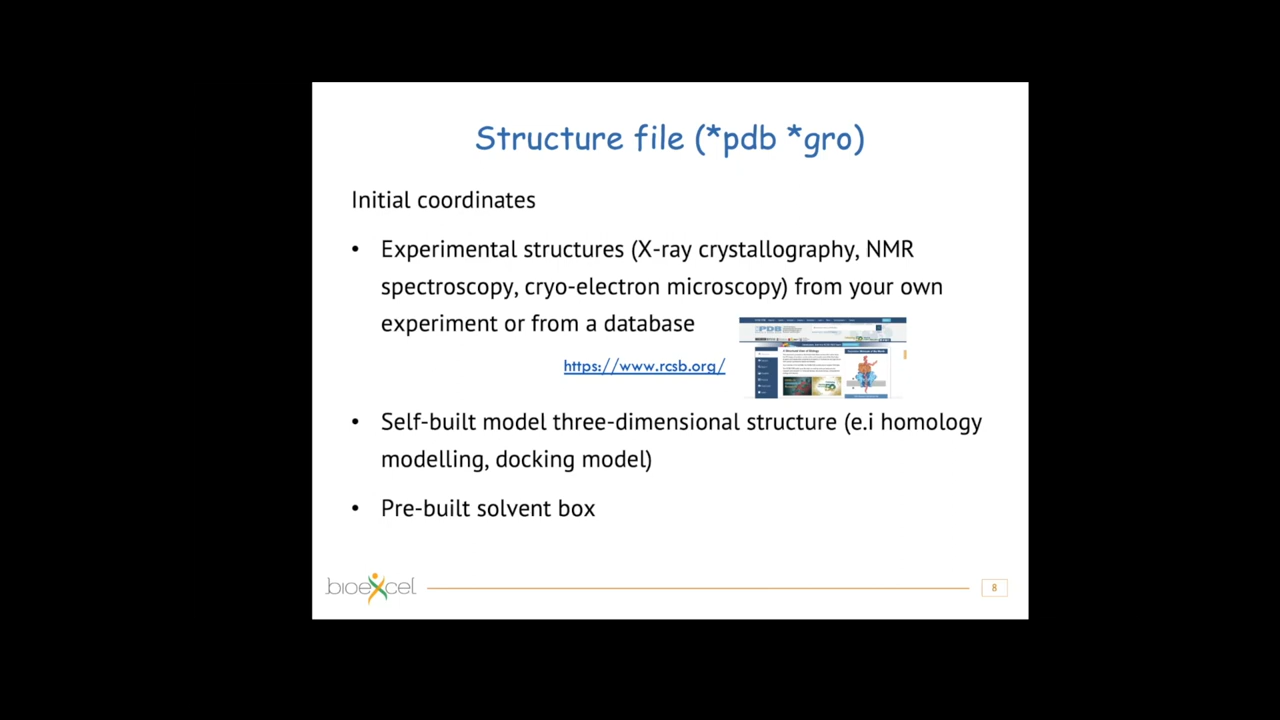 Structure file (*pdb *gro)
Initial coordinates
• Experimental structures (X-ray crystallography, NMR
spectroscopy, cryo-electron microscopy) from your own
experiment or from a database
PDB
https://www.rcsb.org/
• Self-built model three-dimensional structure (e.i homology
modelling, docking model)
• Pre-built solvent box
bioexcel
8